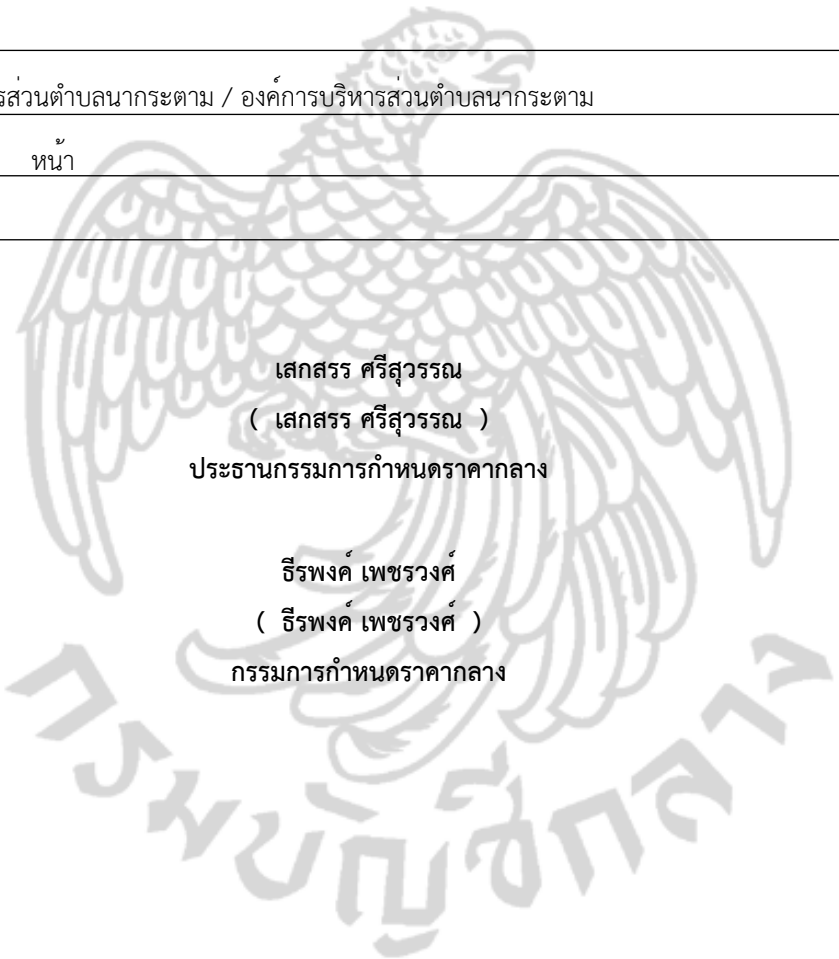 รส่วนตำบลนากระตาม / องค์การบริหารส่วนตำบลนากระตาม
หน้า
เสกสรร ศรีสุวรรณ
( เสกสรร ศรีสุวรรณ )
ประธานกรรมการกำหนดราคากลาง
ธีรพงค์ เพชรวงศ์
( ธีรพงค์ เพชรวงศ์ )
กรรมการกำหนดราคากลาง
กรมบัญชีกลาง